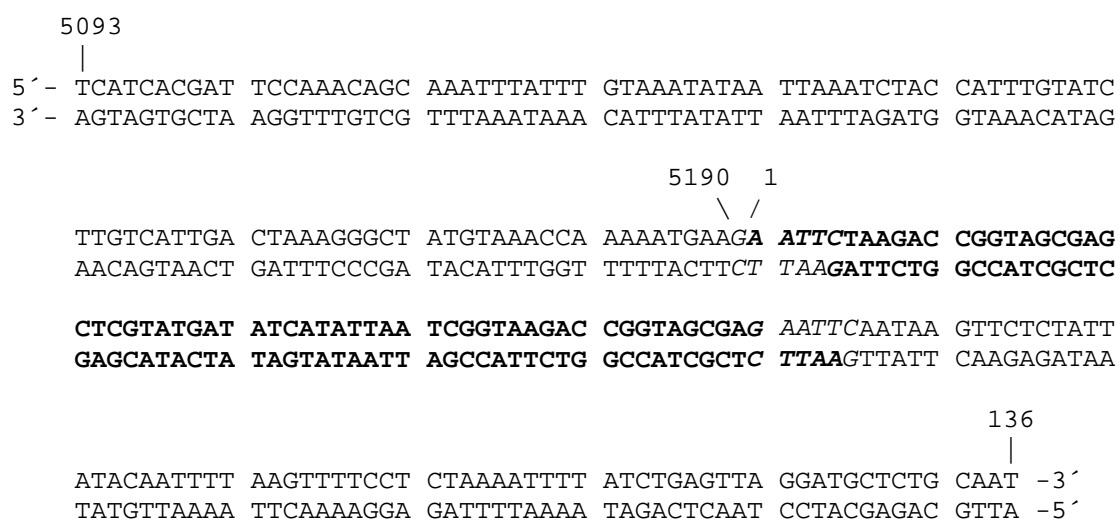 5093
|
5´- TCATCACGAT TCCAAACAGC AAATTTATTT GTAAATATAA TTAAATCTAC CATTTGTATC
3´- AGTAGTGCTA AGGTTTGTCG TTTAAATAAA CATTTATATT AATTTAGATG GTAAACATAG
5190 1
\ /
TTGTCATTGA CTAAAGGGCT ATGTAAACCA AAAATGAAGA ATTCTAAGAC CGGTAGCGAG
AACAGTAACT GATTTCCCGA TACATTTGGT TTTTACTTCT TAAGATTCTG GCCATCGCTC
CTCGTATGAT ATCATATTAA TCGGTAAGAC CGGTAGCGAG AATTCAATAA GTTCTCTATT
GAGCATACTA TAGTATAATT AGCCATTCTG GCCATCGCTC TTAAGTTATT CAAGAGATAA
136
|
ATACAATTTT AAGTTTTCCT CTAAAATTTT ATCTGAGTTA GGATGCTCTG CAAT -3´
TATGTTAAAA TTCAAAAGGA GATTTTAAAA TAGACTCAAT CCTACGAGAC GTTA -5´